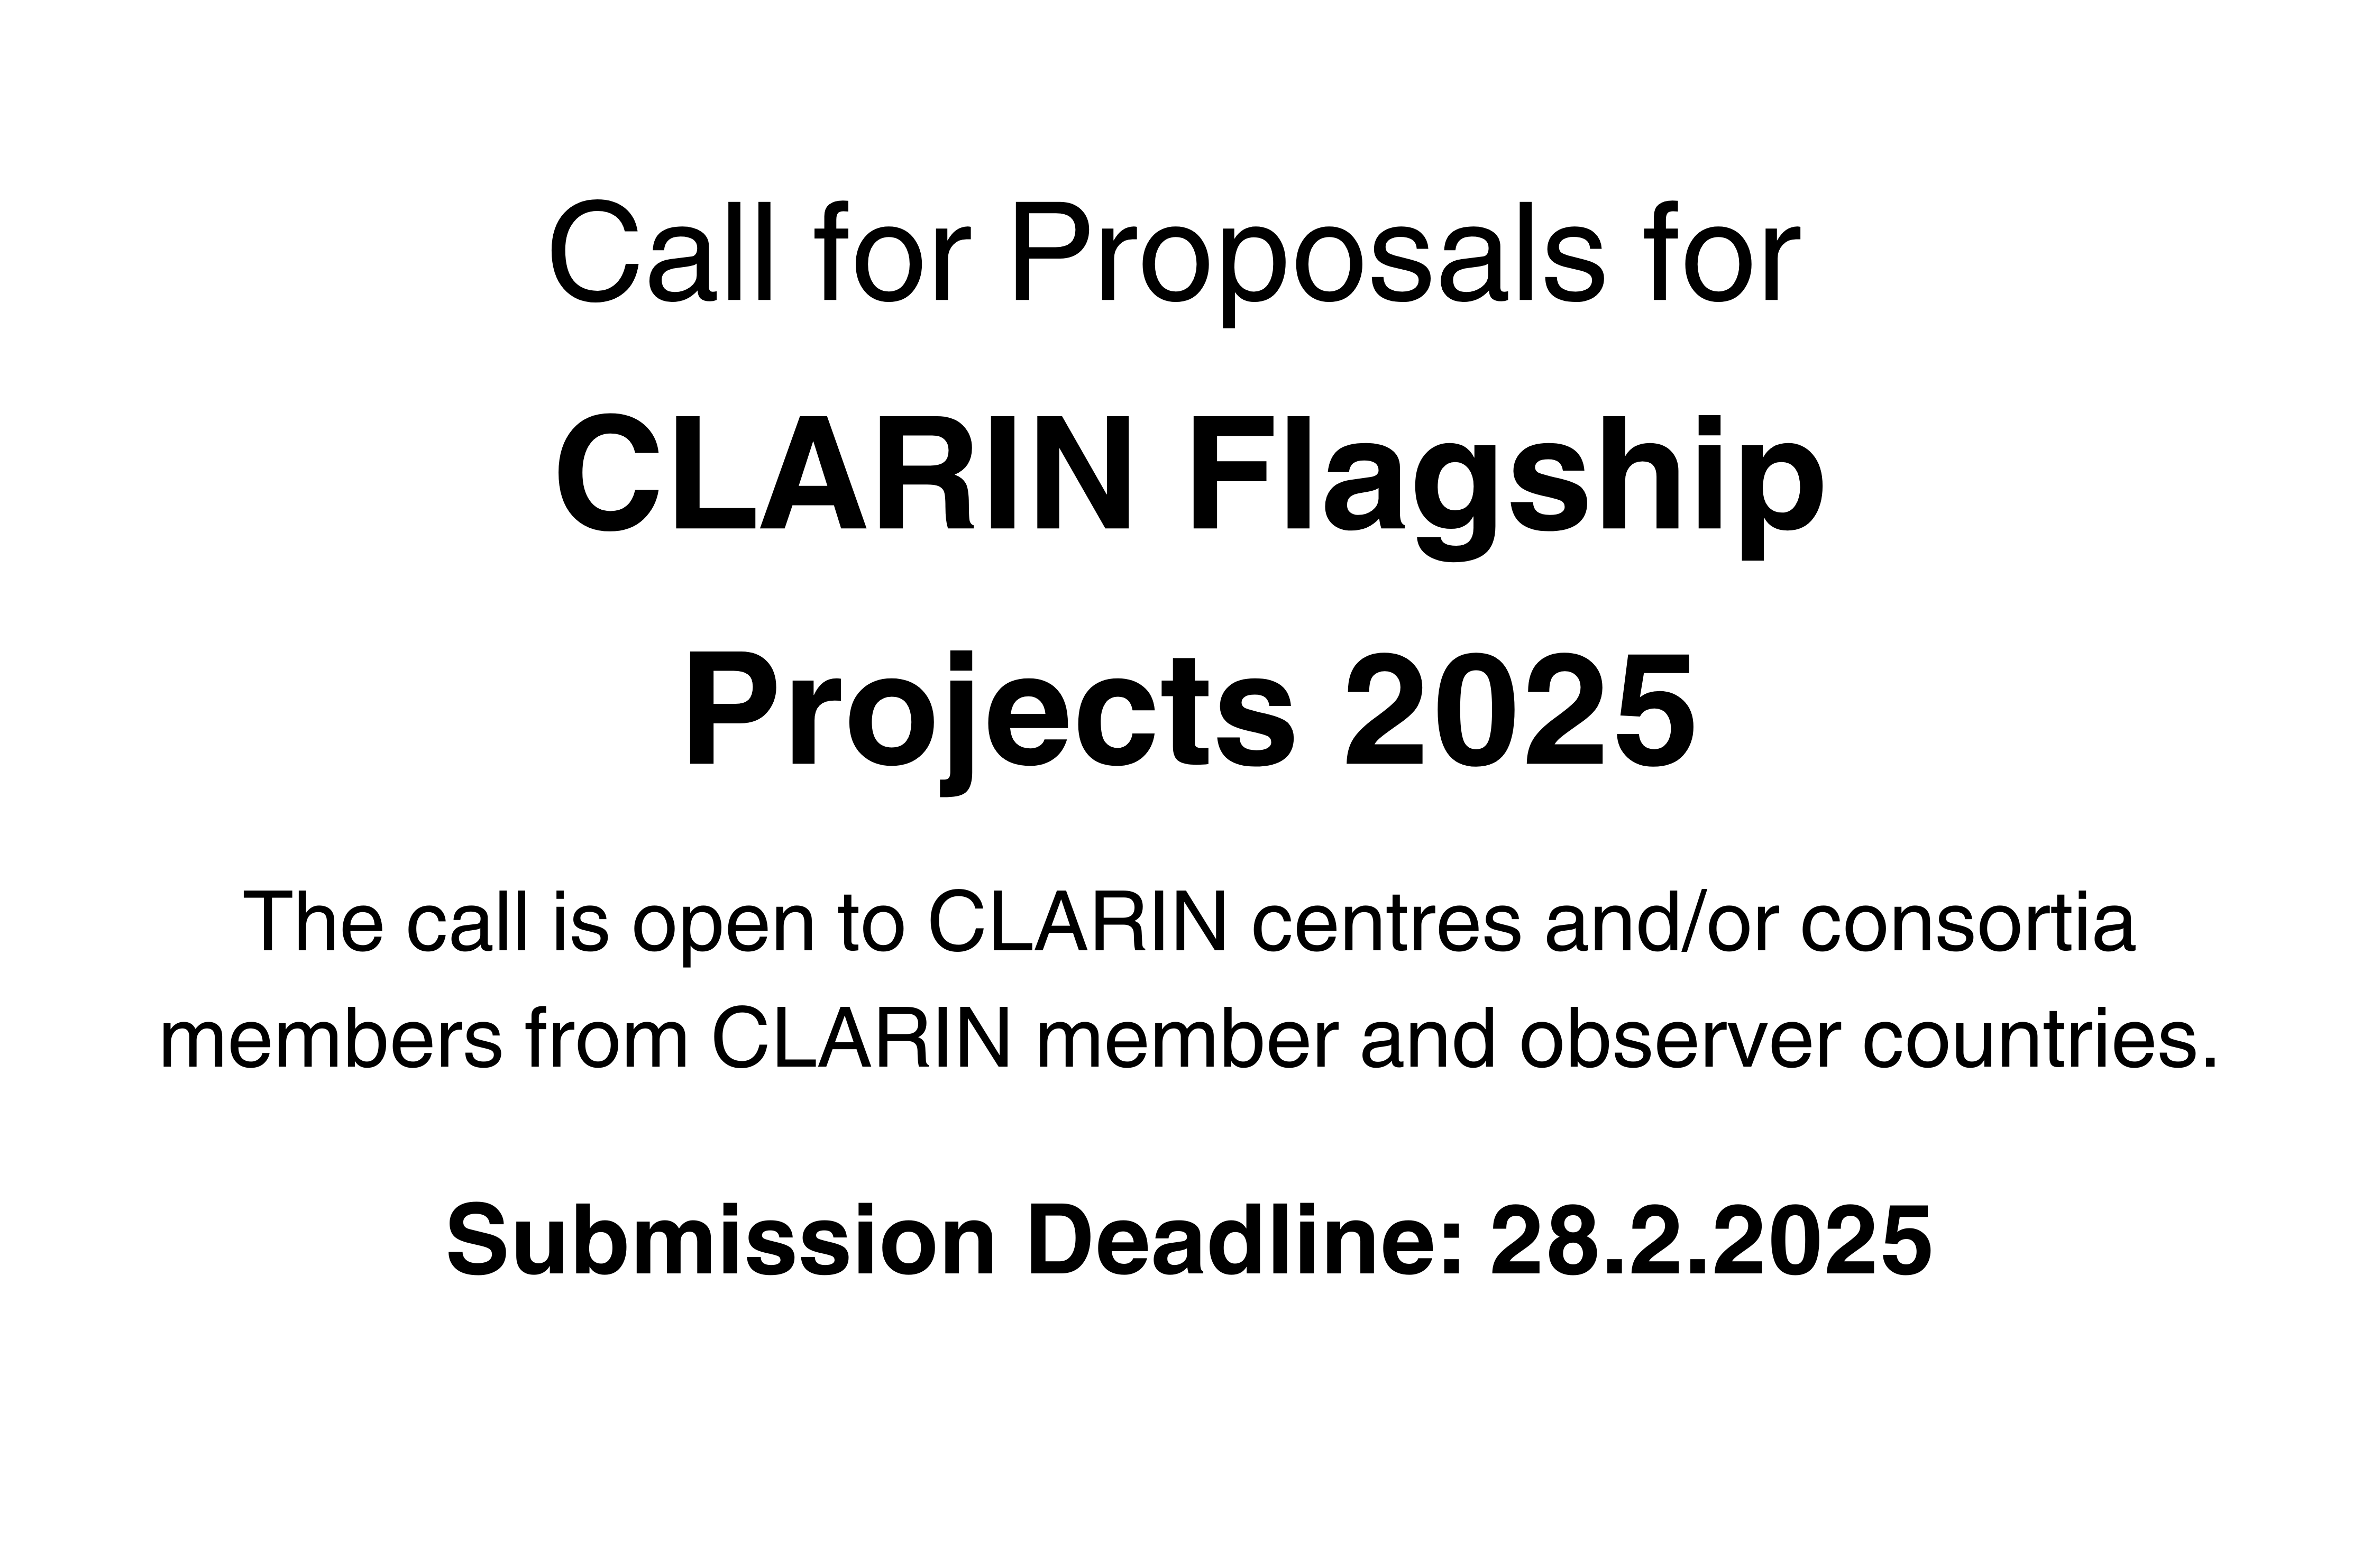 Call for Proposals for
CLARIN Flagship
Projects 2025
The call is open to CLARIN centres and/or consortia
members from CLARIN member and observer countries.
Submission Deadline: 28.2.2025